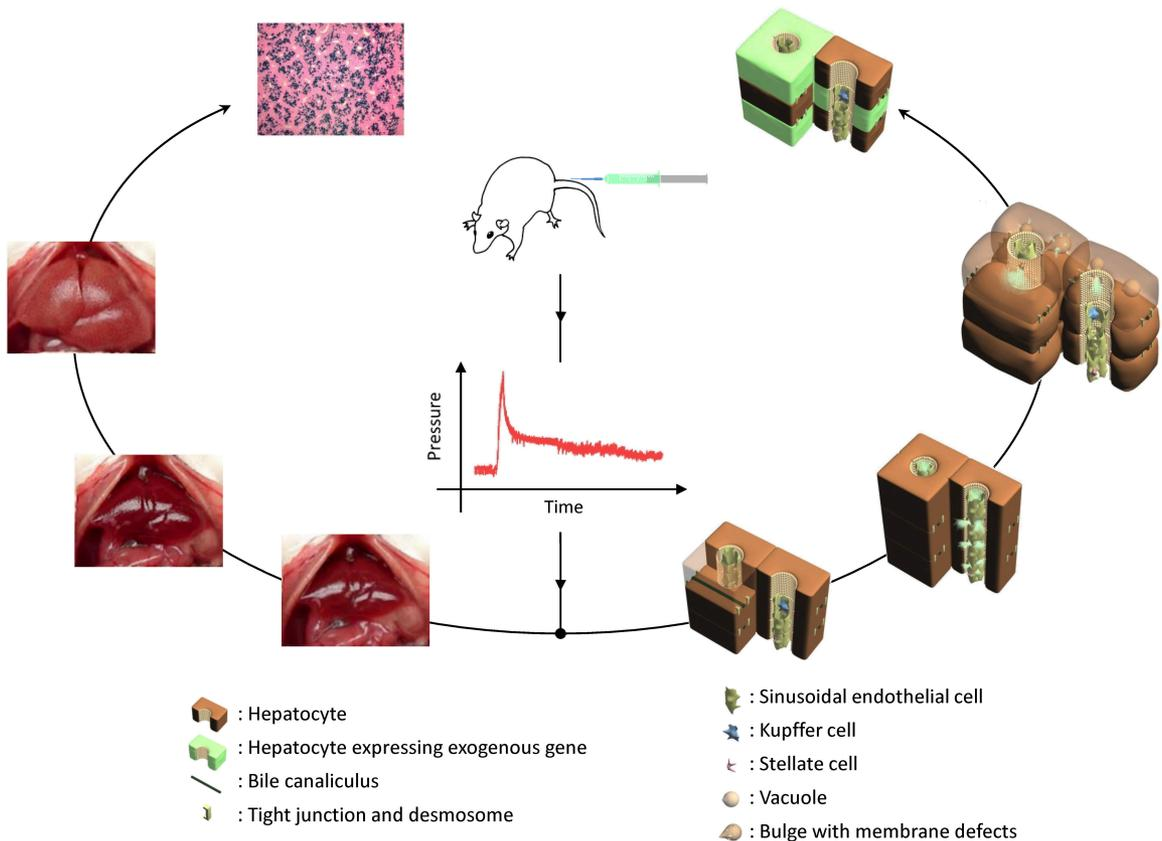 Pressure
Time
: Hepatocyte
: Hepatocyte expressing exogenous gene
: Bile canaliculus
: Tight junction and desmosome
: Sinusoidal endothelial cell
: Kupffer cell
: Stellate cell
: Vacuole
: Bulge with membrane defects